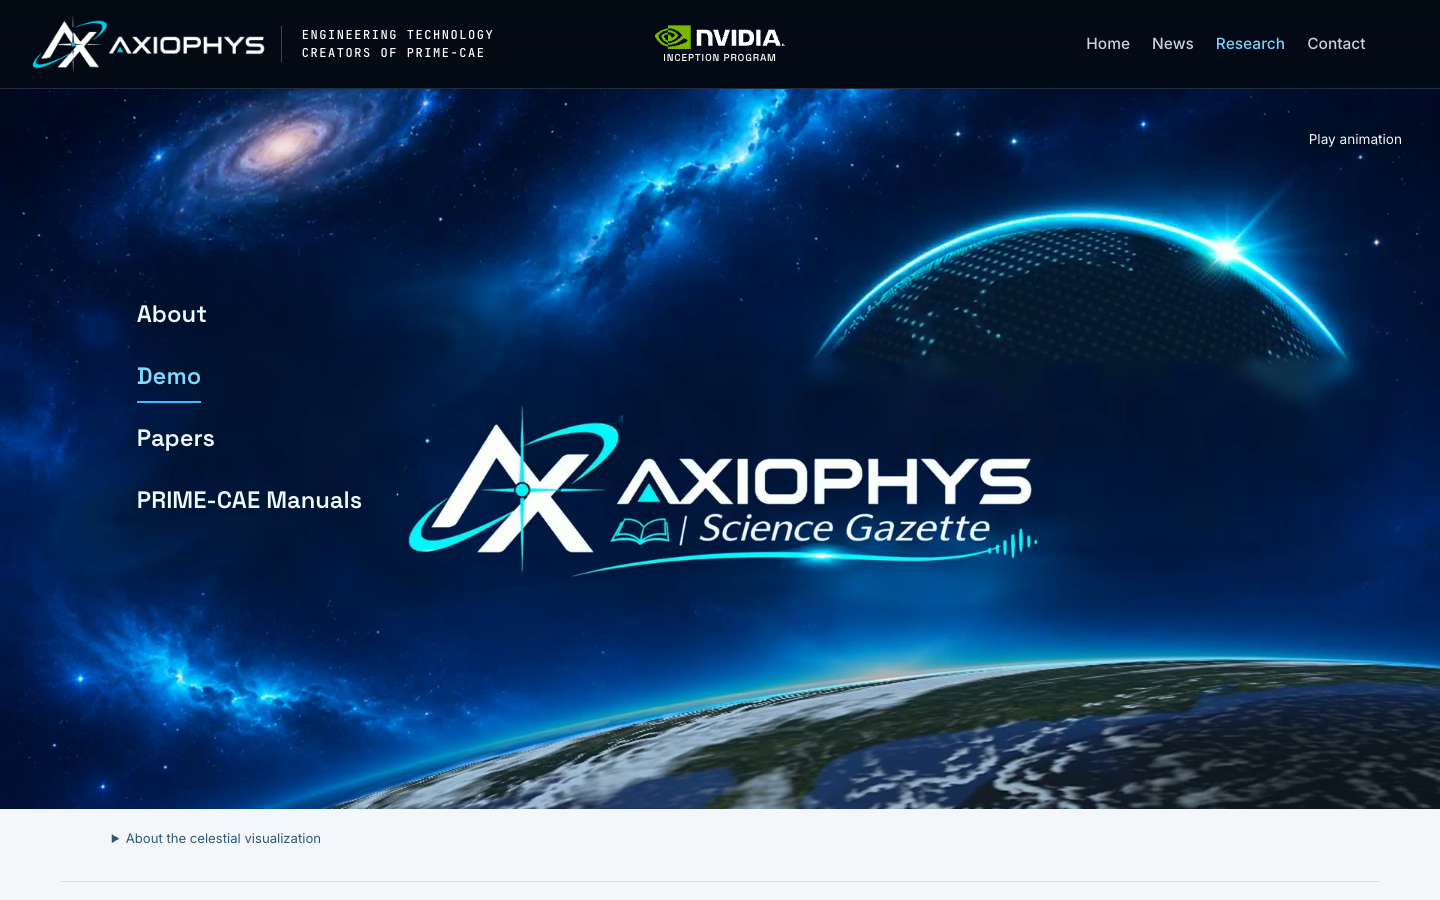 AXIOPHYS
ENGINEERING TECHNOLOGY
CREATORS OF PRIME-CAE
NVIDIA.
INCEPTION PROGRAM
Home News Research Contact
Play animation
About
Demo
Papers
PRIME-CAE Manuals
AXIOPHYS
| Science Gazette
About the celestial visualization